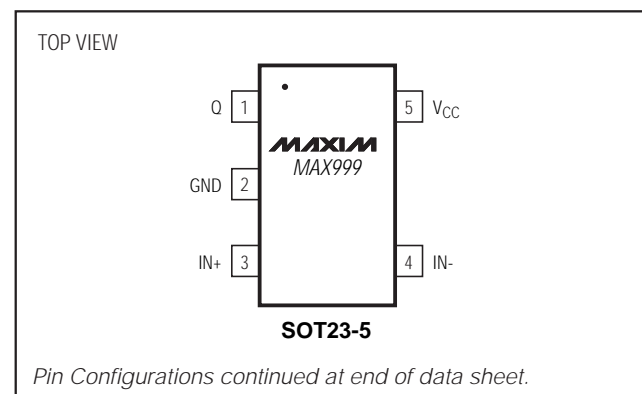 TOP VIEW
Q 1 5 VCC
MAXIM
MAX999
GND 2
IN+ 3 4 IN-
SOT23-5
Pin Configurations continued at end of data sheet.